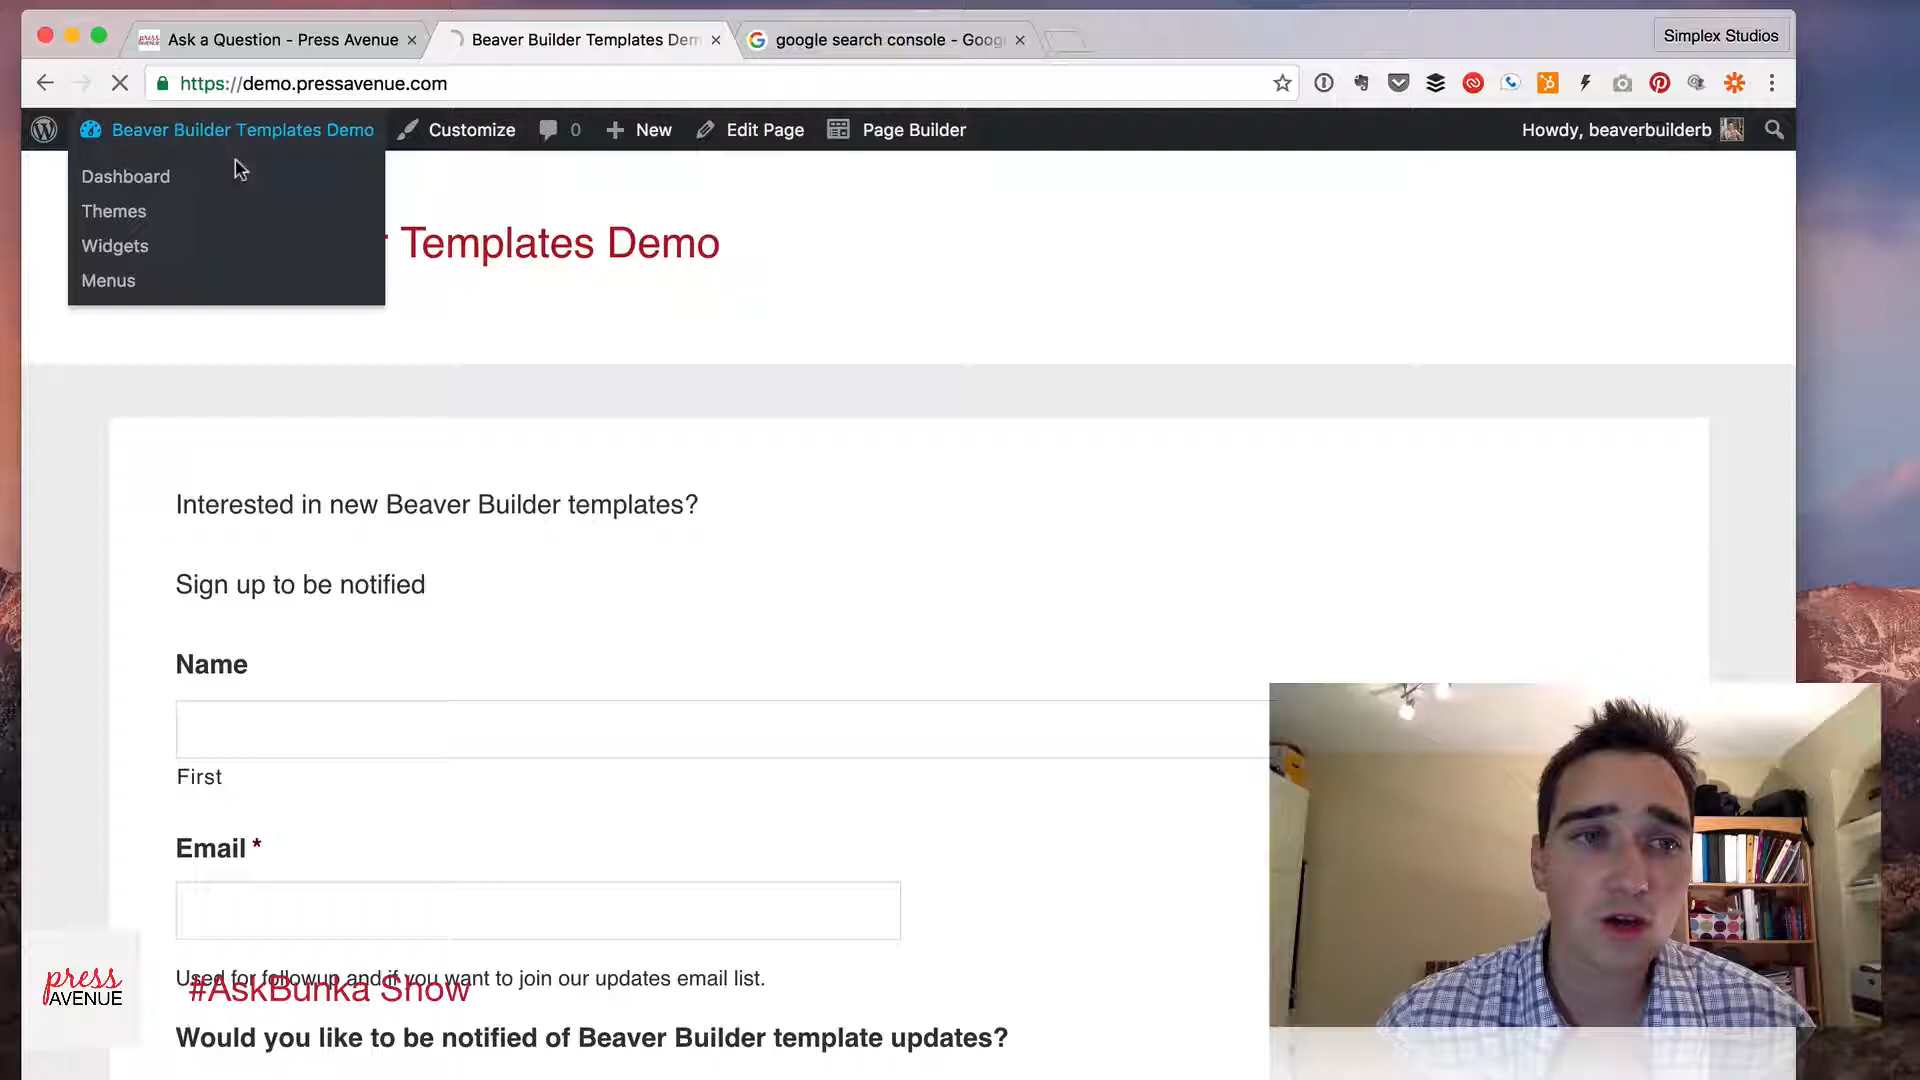 Ask a Question - Press Avenue
Beaver Builder Templates Dem
google search console - Goog
Simplex Studios
https://demo.pressavenue.com
Beaver Builder Templates Demo
Customize
0
New
Edit Page
Page Builder
Howdy, beaverbuilderb
Dashboard
Themes
Widgets
Menus
r Templates Demo
Interested in new Beaver Builder templates?
Sign up to be notified
Name
First
Email *
Used for followup and if you want to join our updates email list.
press
AVENUE
#AskBunka Show
Would you like to be notified of Beaver Builder template updates?